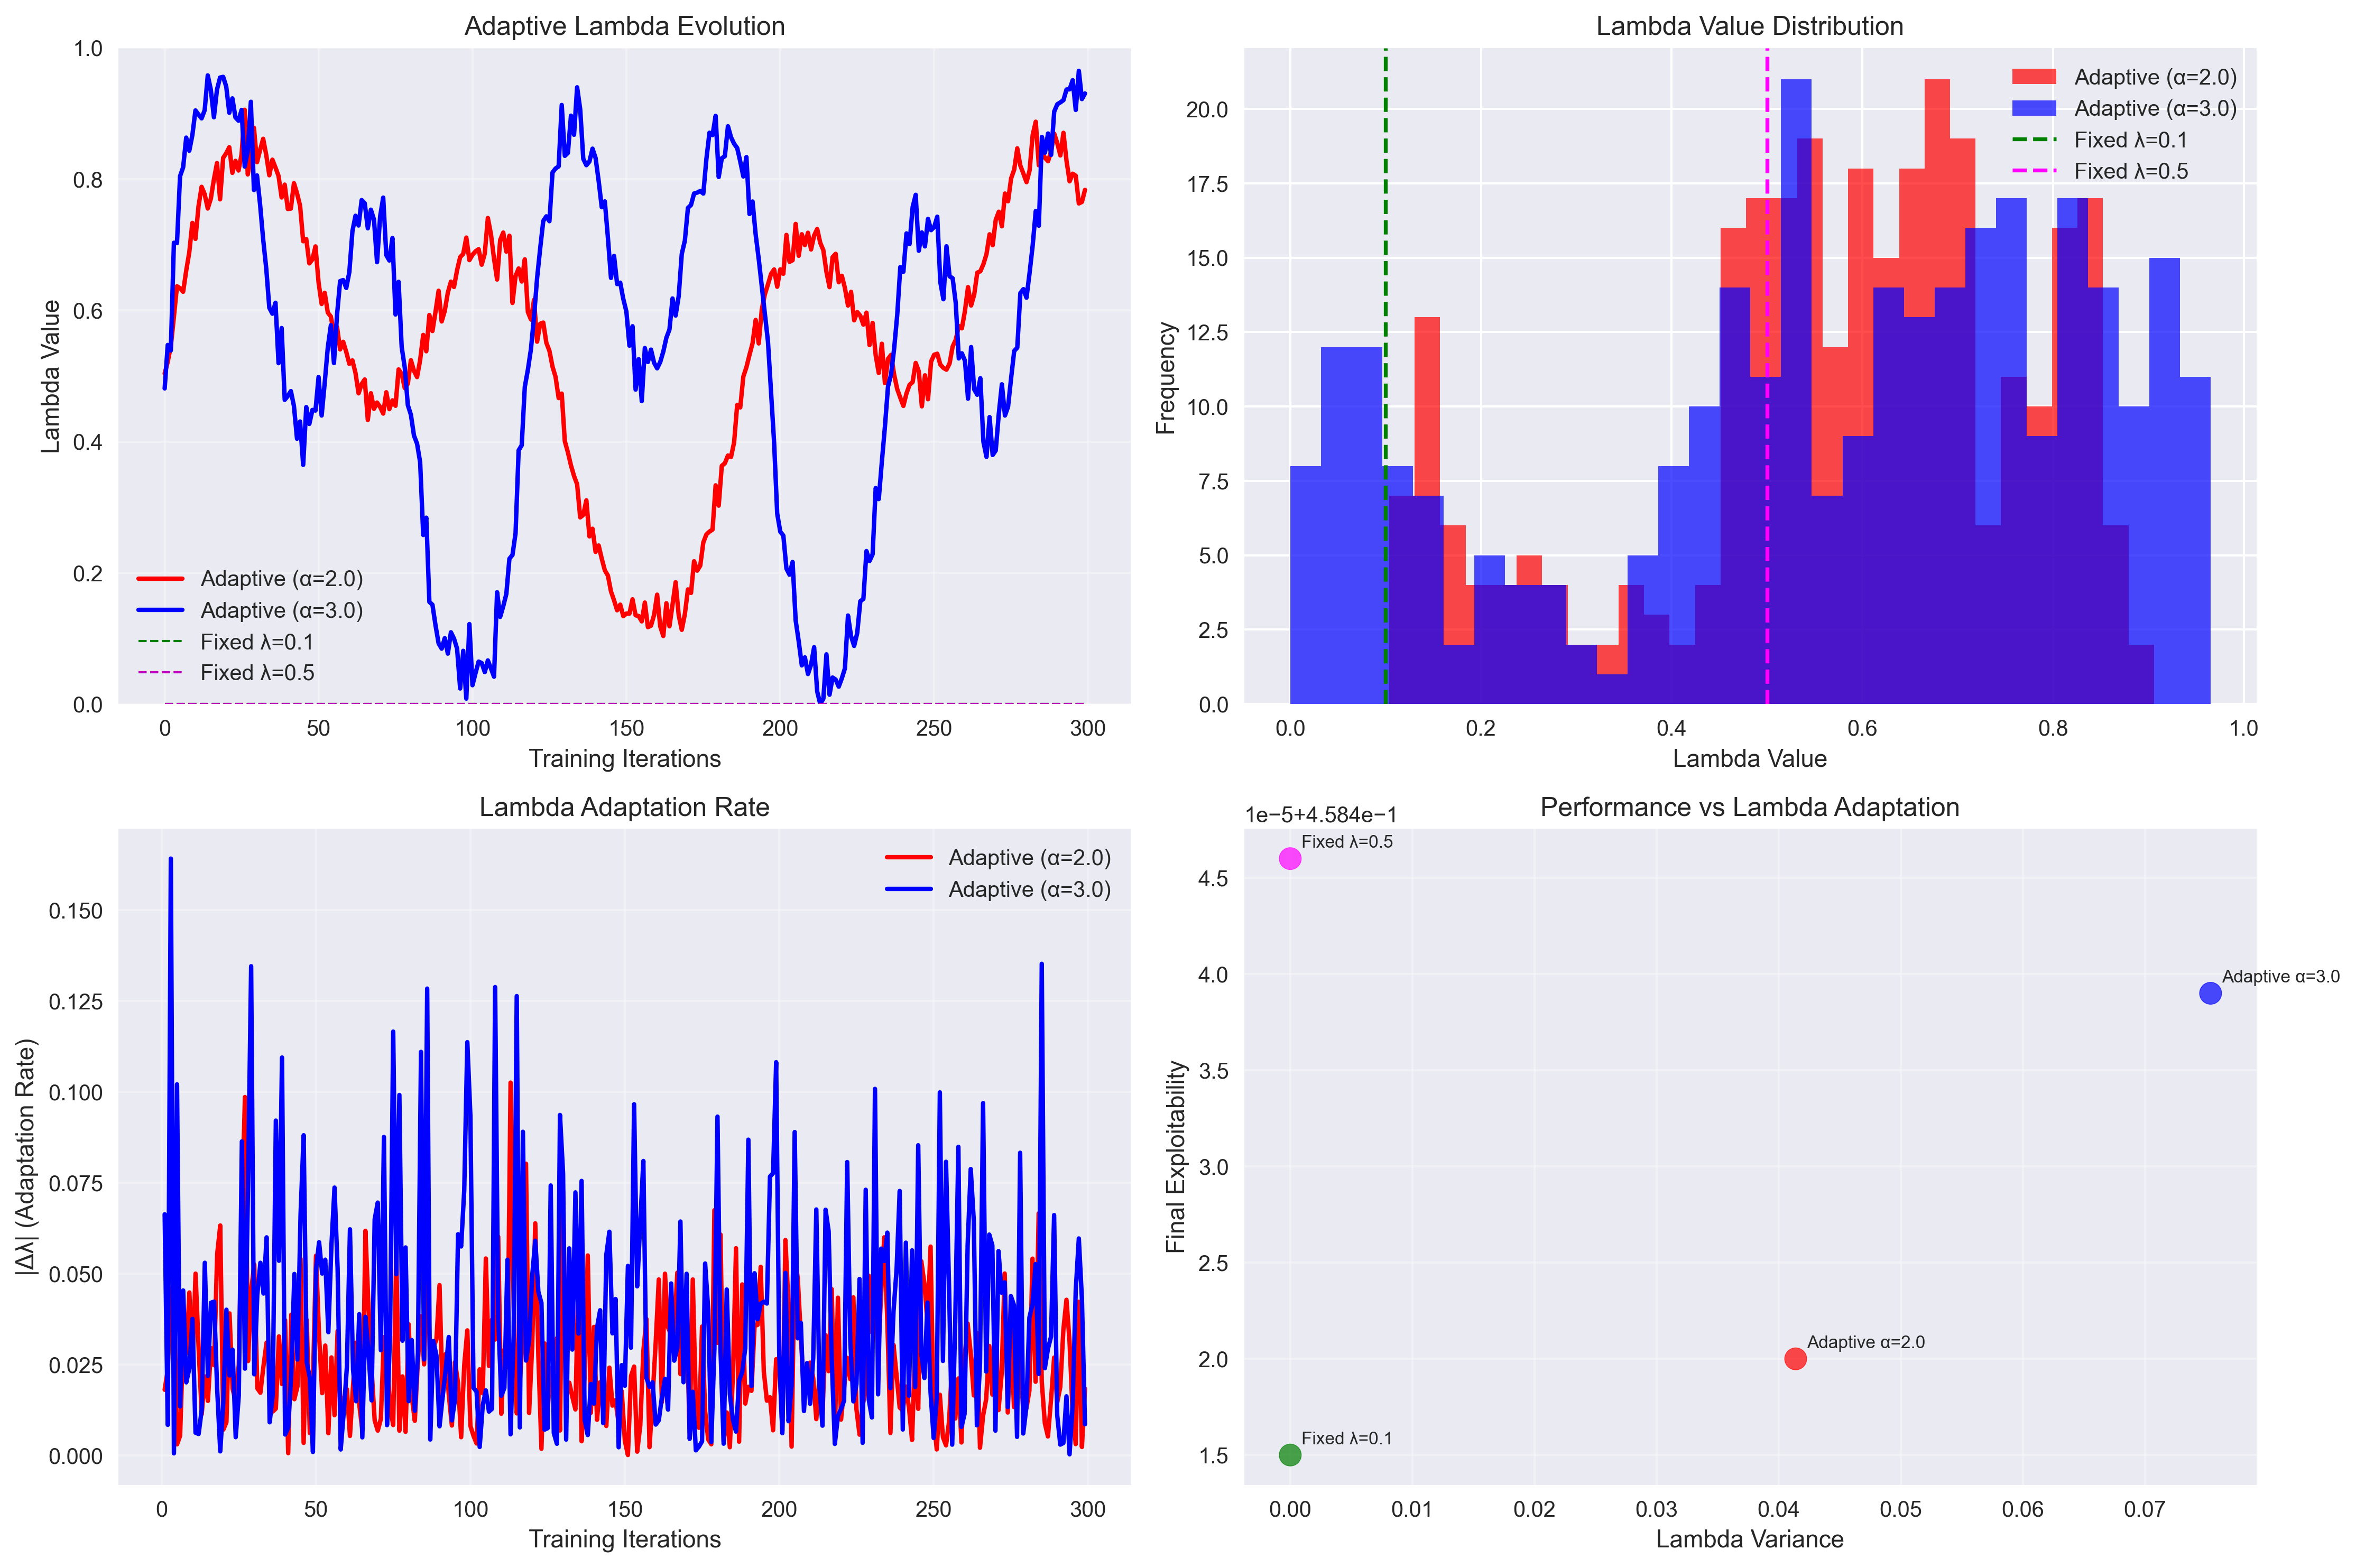 Adaptive Lambda Evolution
1.0
0.8
0.6
0.4
0.2
0.0
Lambda Value
Adaptive (α=2.0)
Adaptive (α=3.0)
Fixed λ=0.1
Fixed λ=0.5
0 50 100 150 200 250 300
Training Iterations
Lambda Value Distribution
20.0
17.5
15.0
12.5
10.0
7.5
5.0
2.5
0.0
Frequency
Adaptive (α=2.0)
Adaptive (α=3.0)
Fixed λ=0.1
Fixed λ=0.5
0.0 0.2 0.4 0.6 0.8 1.0
Lambda Value
Lambda Adaptation Rate
0.150
0.125
0.100
0.075
0.050
0.025
0.000
|Δλ| (Adaptation Rate)
Adaptive (α=2.0)
Adaptive (α=3.0)
0 50 100 150 200 250 300
Training Iterations
Performance vs Lambda Adaptation
1e−5+4.584e−1
4.5
4.0
3.5
3.0
2.5
2.0
1.5
Final Exploitability
Fixed λ=0.5
Adaptive α=3.0
Adaptive α=2.0
Fixed λ=0.1
0.00 0.01 0.02 0.03 0.04 0.05 0.06 0.07
Lambda Variance